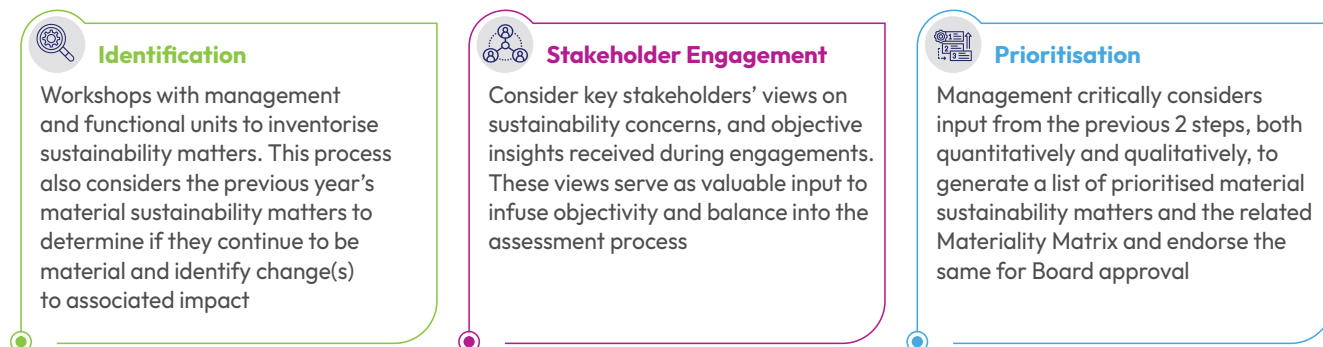 Identification
Workshops with management
and functional units to inventorise
sustainability matters. This process
also considers the previous year's
material sustainability matters to
determine if they continue to be
material and identify change(s)
to associated impact
Stakeholder Engagement
Consider key stakeholders' views on
sustainability concerns, and objective
insights received during engagements.
These views serve as valuable input to
infuse objectivity and balance into the
assessment process
1
2
3
Prioritisation
Management critically considers
input from the previous 2 steps, both
quantitatively and qualitatively, to
generate a list of prioritised material
sustainability matters and the related
Materiality Matrix and endorse the
same for Board approval